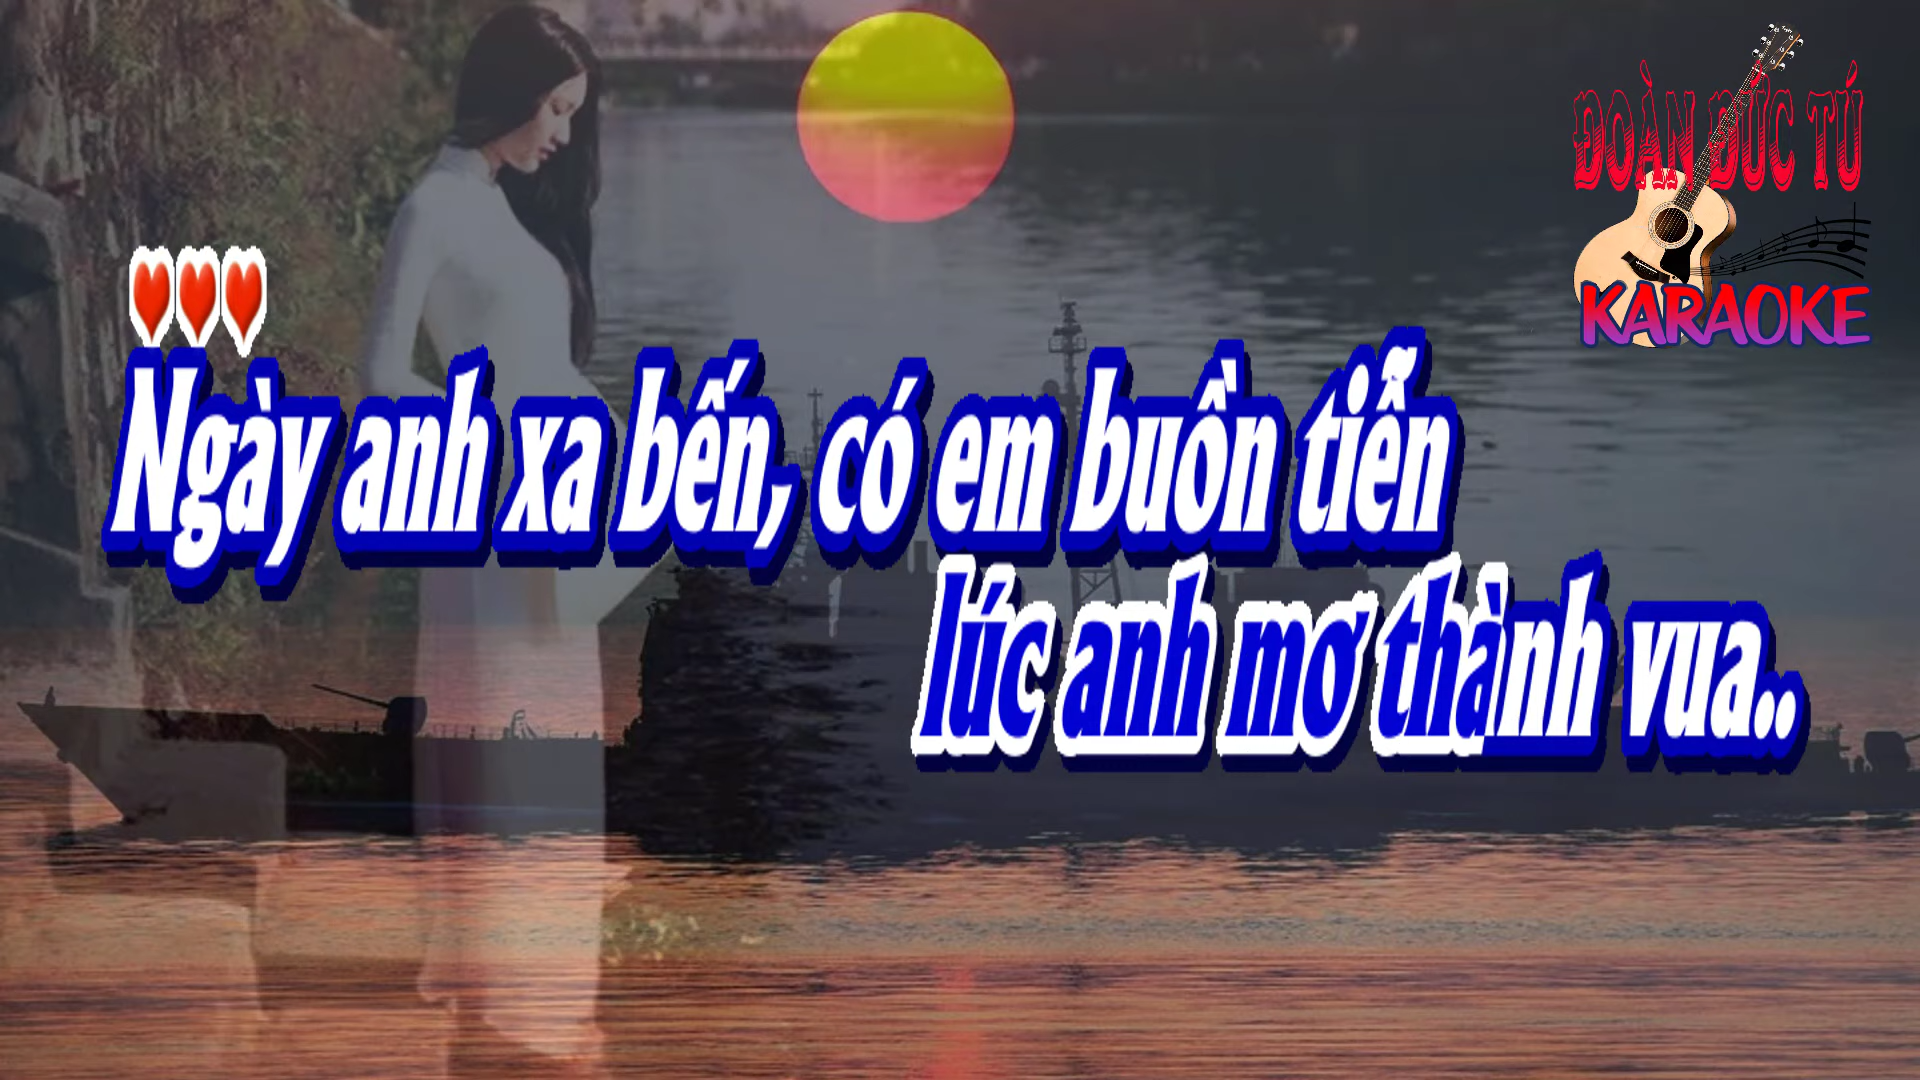 ĐOÀN ĐỨC TÚ
KARAOKE
Ngày anh xa bến, có em buồn tiễn
lúc anh mơ thành vua..